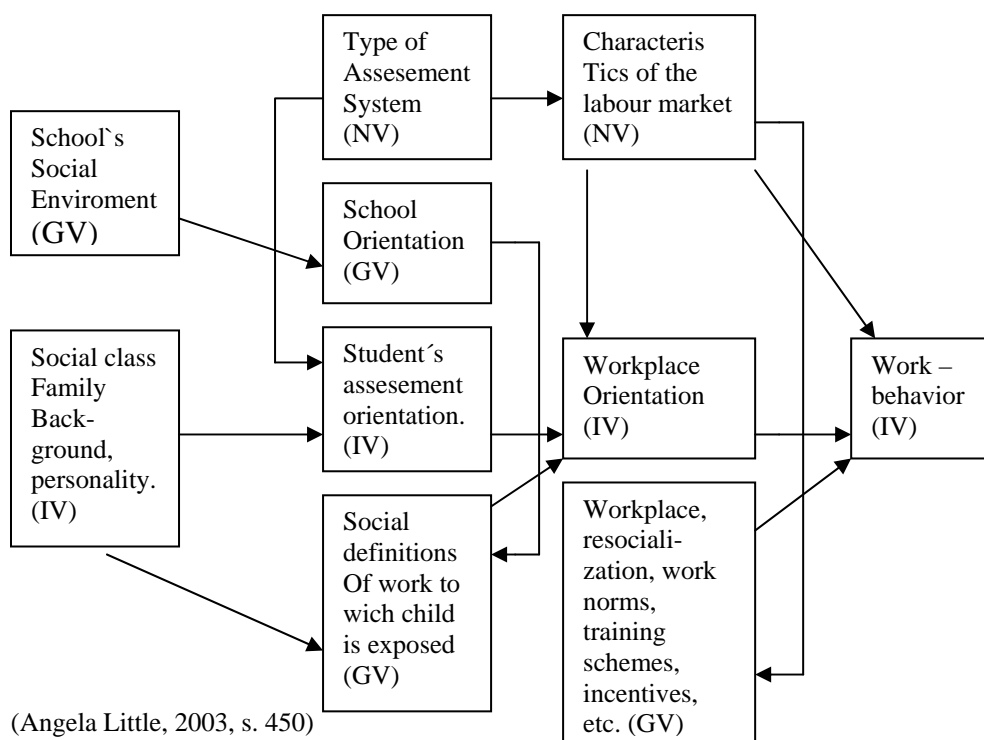 Type of
Assesement
System
(NV)
Characteris
Tics of the
labour market
(NV)
School`s
Social
Enviroment
(GV)
School
Orientation
(GV)
Social class
Family
Back-
ground,
personality.
(IV)
Student´s
assesement
orientation.
(IV)
Workplace
Orientation
(IV)
Work –
behavior
(IV)
Social
definitions
Of work to
wich child
is exposed
(GV)
Workplace,
resociali-
zation, work
norms,
training
schemes,
incentives,
etc. (GV)
(Angela Little, 2003, s. 450)